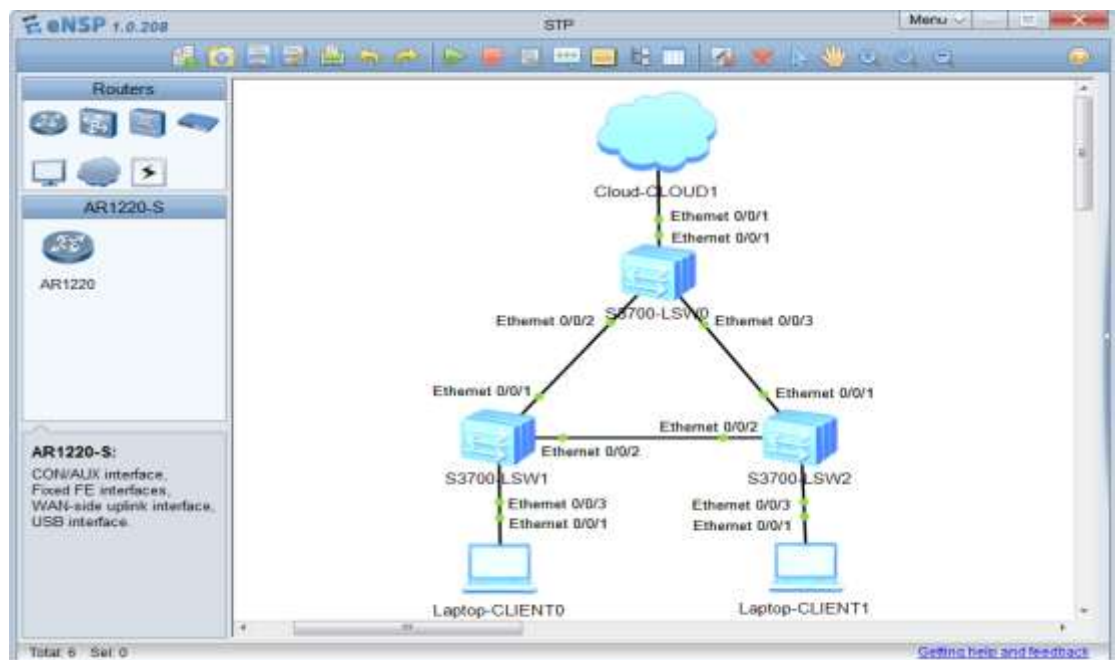 eNSP 1.0.208
STP
Menu
Routers
AR1220-S
AR1220
AR1220-S:
CON/AUX interface,
Fixed FE interfaces,
WAN-side uplink interface,
USB interface.
Cloud-CLOUD1
Ethernet 0/0/1
Ethernet 0/0/1
S3700-LSW0
Ethernet 0/0/2
Ethernet 0/0/3
Ethernet 0/0/1
Ethernet 0/0/1
Ethernet 0/0/2
Ethernet 0/0/2
S3700-LSW1
S3700-LSW2
Ethernet 0/0/3
Ethernet 0/0/3
Ethernet 0/0/1
Ethernet 0/0/1
Laptop-CLIENT0
Laptop-CLIENT1
Total: 6 Sel: 0
Getting help and feedback